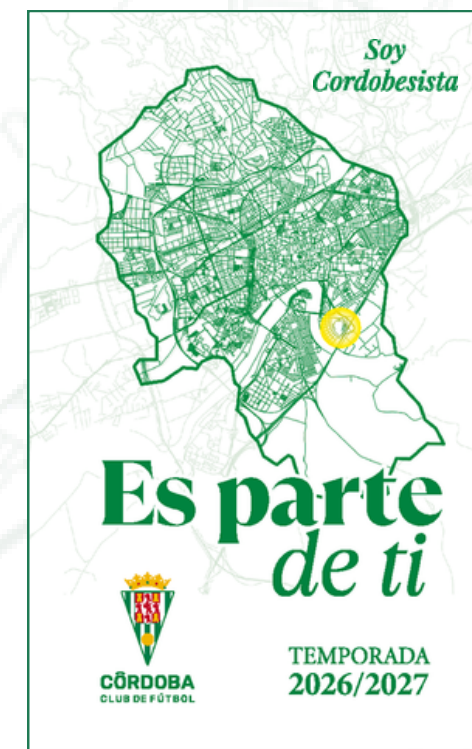 Soy
Cordobesista
Es parte
de ti
CÓRDOBA
CLUB DE FÚTBOL
TEMPORADA
2026/2027